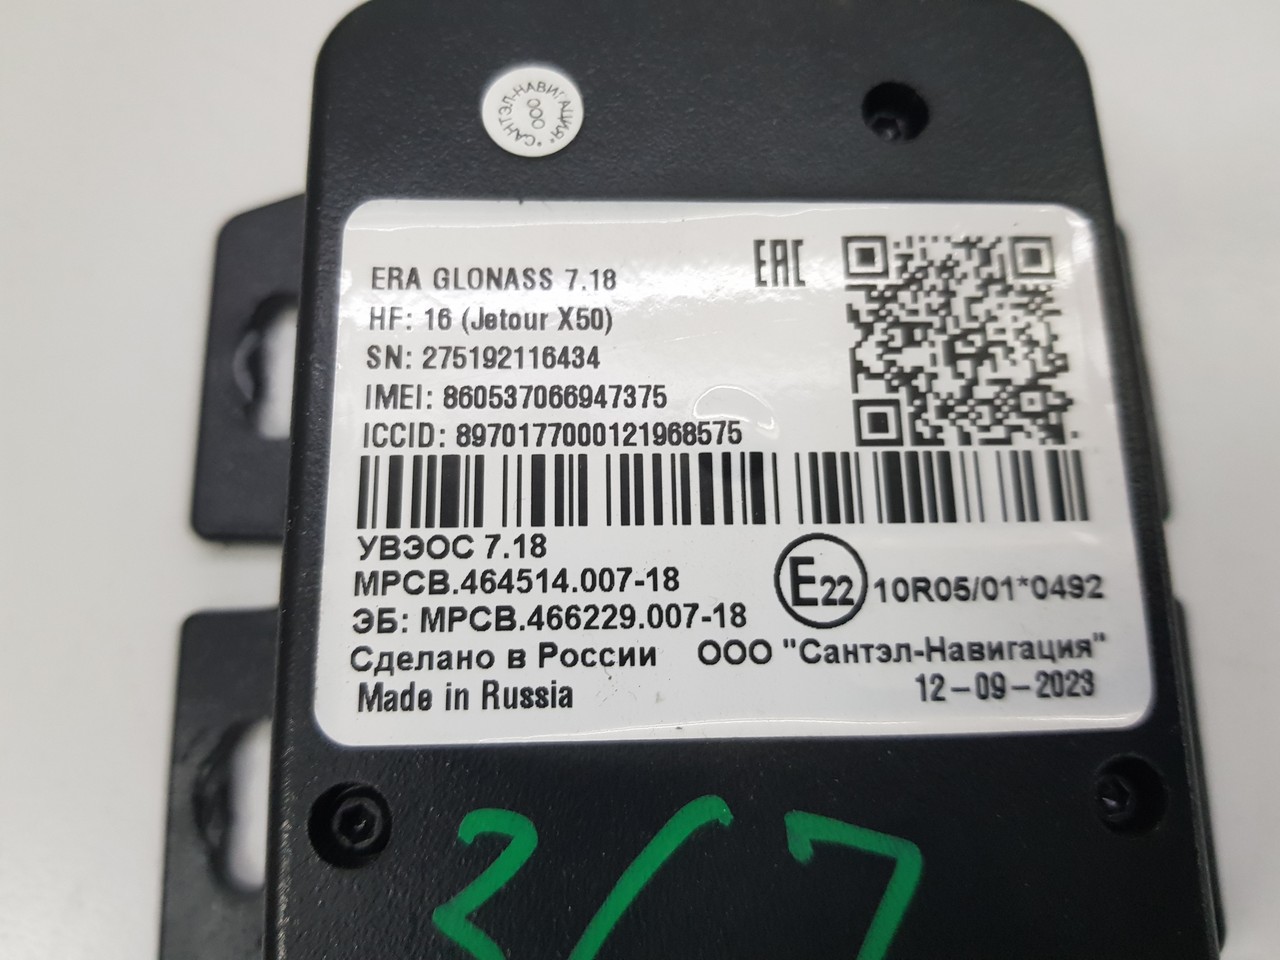 "САНТЭЛ-НАВИГАЦИЯ" ООО
ERA GLONASS 7.18
EAC
HF: 16 (Jetour X50)
SN: 275192116434
IMEI: 860537066947375
ICCID: 8970177000121968575
УВЭОС 7.18
МРСВ.464514.007-18
E22 10R05/01*0492
ЭБ: МРСВ.466229.007-18
Сделано в России ООО "Сантэл-Навигация"
Made in Russia 12-09-2023